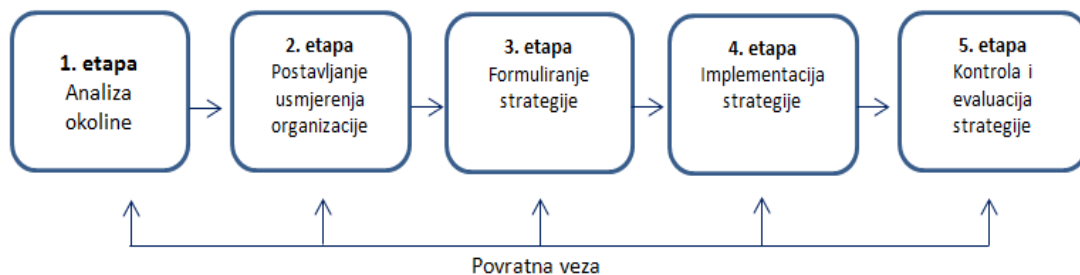 1. etapa
Analiza
okoline
2. etapa
Postavljanje
usmjerenja
organizacije
3. etapa
Formuliranje
strategije
4. etapa
Implementacija
strategije
5. etapa
Kontrola i
evaluacija
strategije
Povratna veza